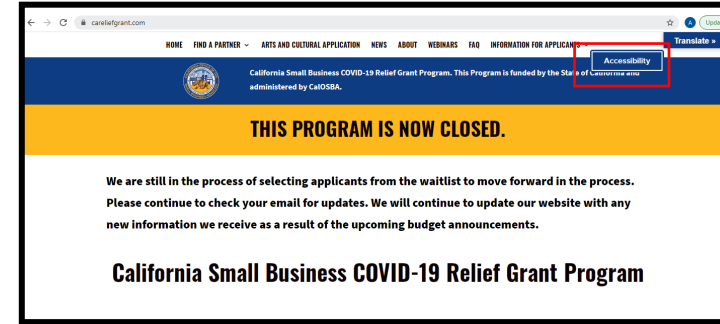 careliefgrant.com
A
HOME FIND A PARTNER ARTS AND CULTURAL APPLICATION NEWS ABOUT WEBINARS FAQ INFORMATION FOR APPLICANTS
Translate »
Accessibility
California Small Business COVID-19 Relief Grant Program. This Program is funded by the State of California and
administered by CalOSBA.
THIS PROGRAM IS NOW CLOSED.
We are still in the process of selecting applicants from the waitlist to move forward in the process.
Please continue to check your email for updates. We will continue to update our website with any
new information we receive as a result of the upcoming budget announcements.
California Small Business COVID-19 Relief Grant Program